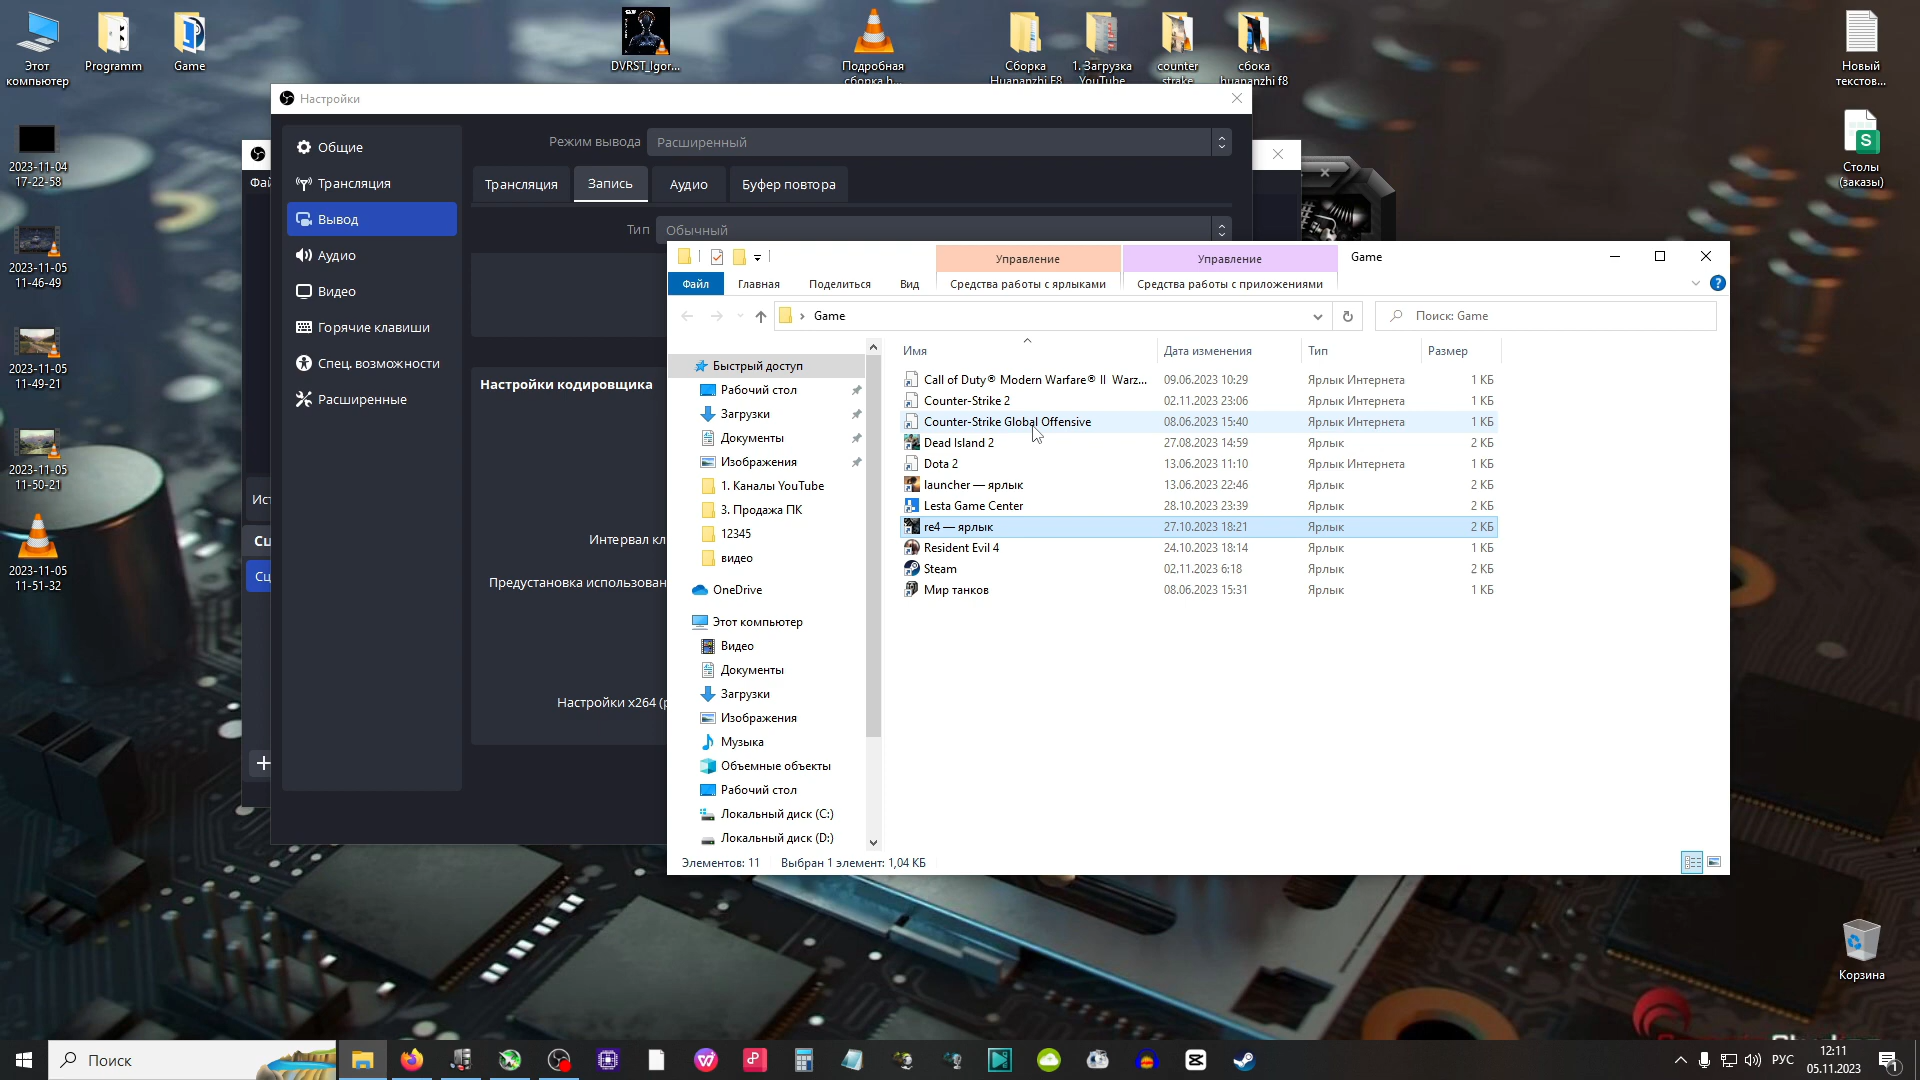 Этот
компьютер
Programm
Game
DVRST_Igor...
Подробная
сборка h...
Сборка
Huananzhi F8
1. Загрузка
YouTube
counter
strake
сбока
huananzhi f8
Новый
текстов...
S
Столы
(заказы)
2023-11-04
17-22-58
2023-11-05
11-46-49
2023-11-05
11-49-21
2023-11-05
11-50-21
2023-11-05
11-51-32
Корзина
Настройки
Общие
Трансляция
Вывод
Аудио
Видео
Горячие клавиши
Спец. возможности
Расширенные
Режим вывода
Расширенный
Трансляция
Запись
Аудио
Буфер повтора
Тип
Обычный
Настройки кодировщика
Интервал кл
Предустановка использован
Настройки x264 (р
Фай
Ист
Сц
Сц
Управление
Управление
Game
Файл
Главная
Поделиться
Вид
Средства работы с ярлыками
Средства работы с приложениями
Game
Поиск: Game
Быстрый доступ
Рабочий стол
Загрузки
Документы
Изображения
1. Каналы YouTube
3. Продажа ПК
12345
видео
OneDrive
Этот компьютер
Видео
Документы
Загрузки
Изображения
Музыка
Объемные объекты
Рабочий стол
Локальный диск (C:)
Локальный диск (D:)
Имя
Дата изменения
Тип
Размер
Call of Duty® Modern Warfare® II Warz...
09.06.2023 10:29
Ярлык Интернета
1 КБ
Counter-Strike 2
02.11.2023 23:06
Ярлык Интернета
1 КБ
Counter-Strike Global Offensive
08.06.2023 15:40
Ярлык Интернета
1 КБ
Dead Island 2
27.08.2023 14:59
Ярлык
2 КБ
Dota 2
13.06.2023 11:10
Ярлык Интернета
1 КБ
launcher — ярлык
13.06.2023 22:46
Ярлык
2 КБ
Lesta Game Center
28.10.2023 23:39
Ярлык
2 КБ
re4 — ярлык
27.10.2023 18:21
Ярлык
2 КБ
Resident Evil 4
24.10.2023 18:14
Ярлык
1 КБ
Steam
02.11.2023 6:18
Ярлык
2 КБ
Мир танков
08.06.2023 15:31
Ярлык
1 КБ
Элементов: 11
Выбран 1 элемент: 1,04 КБ
Поиск
РУС
12:11
05.11.2023
1